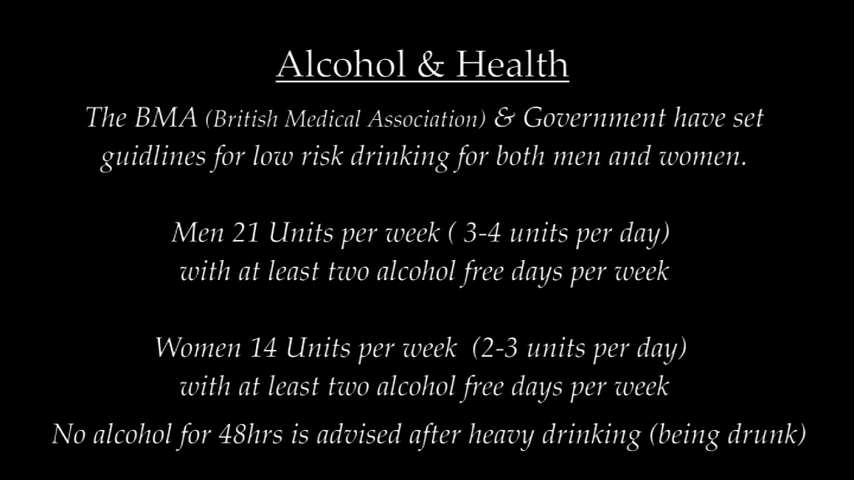 Alcohol & Health
The BMA (British Medical Association) & Government have set
guidlines for low risk drinking for both men and women.
Men 21 Units per week ( 3-4 units per day)
with at least two alcohol free days per week
Women 14 Units per week (2-3 units per day)
with at least two alcohol free days per week
No alcohol for 48hrs is advised after heavy drinking (being drunk)